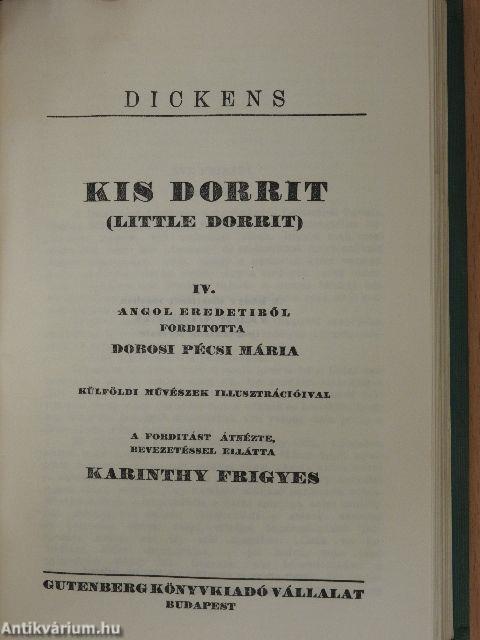 DICKENS
KIS DORRIT
(LITTLE DORRIT)
IV.
ANGOL EREDETIBŐL
FORDITOTTA
DOROSI PÉCSI MÁRIA
KÜLFÖLDI MŰVÉSZEK ILLUSZTRÁCIÓIVAL
A FORDITÁST ÁTNÉZTE,
BEVEZETÉSSEL ELLÁTTA
KARINTHY FRIGYES
GUTENBERG KÖNYVKIADÓ VÁLLALAT
BUDAPEST
Antikvárium.hu